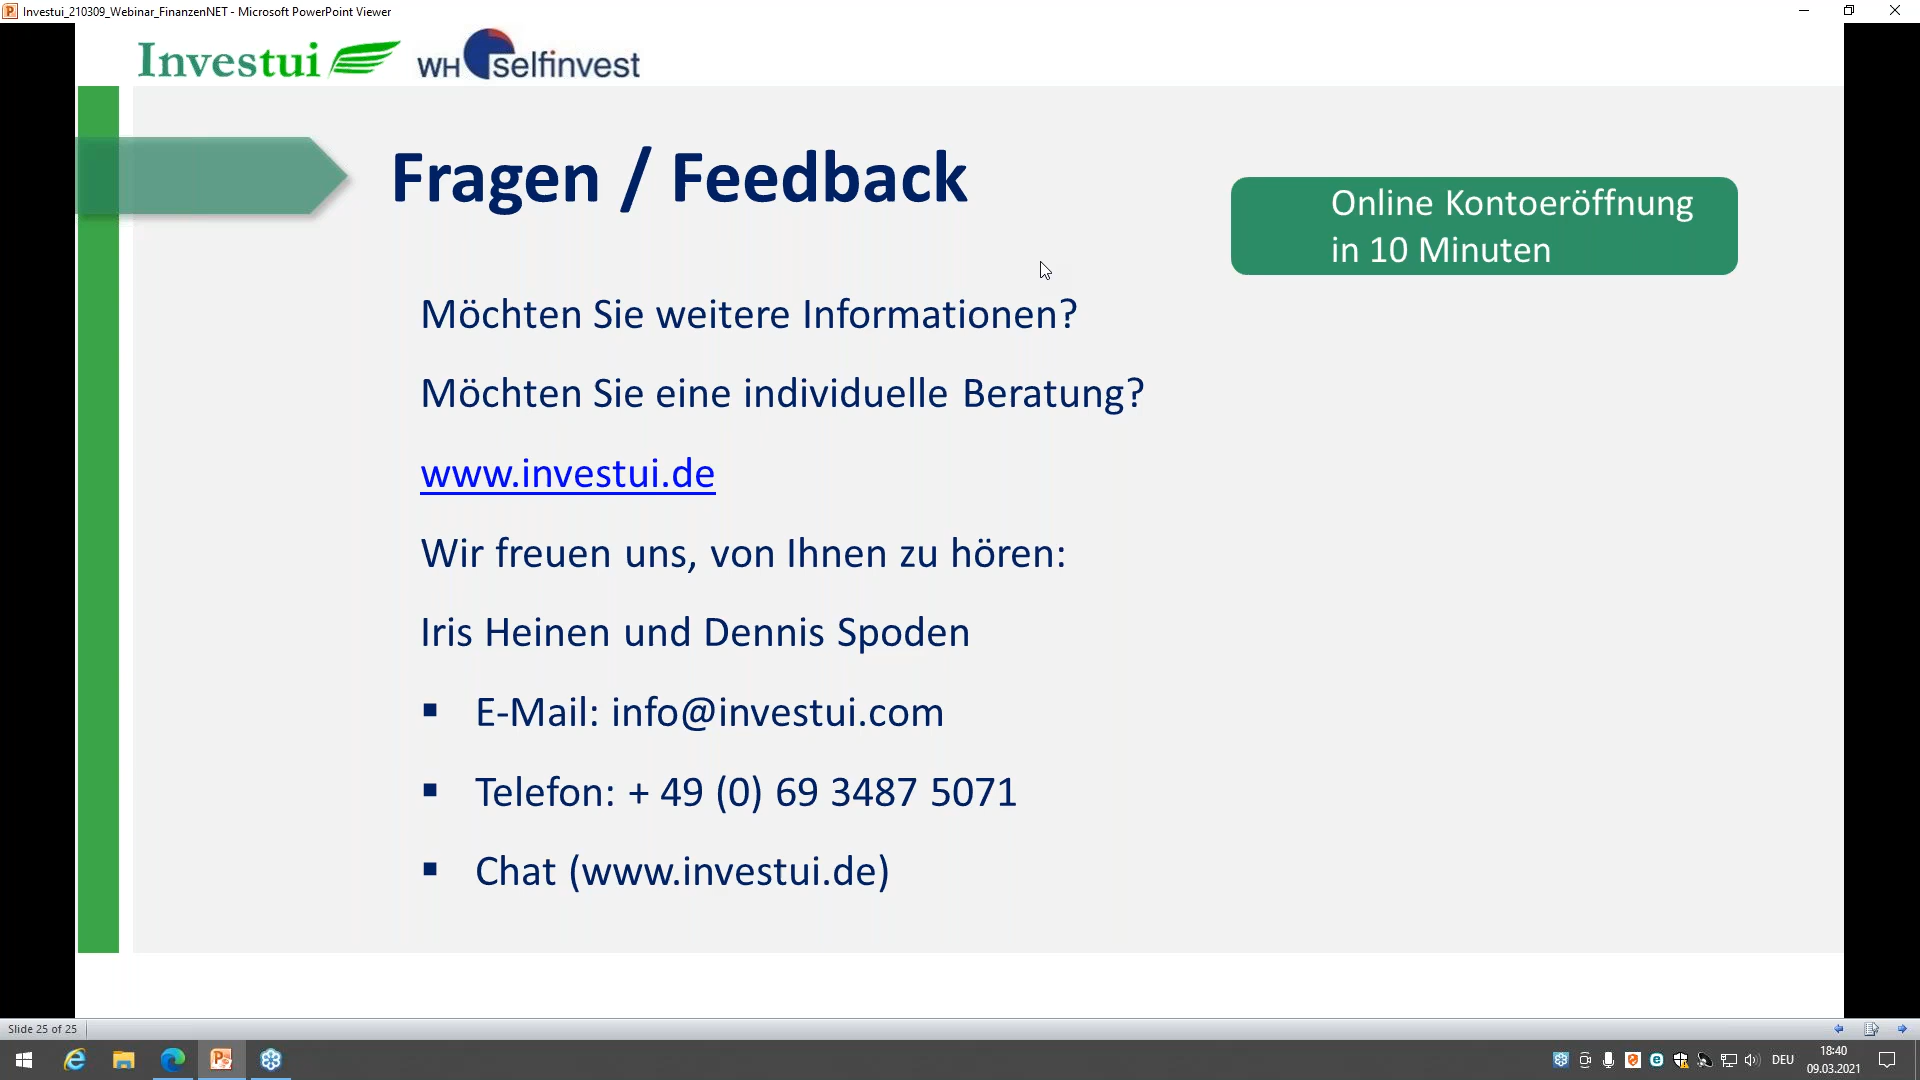 Investui_210309_Webinar_FinanzenNET - Microsoft PowerPoint Viewer
Investui WH selfinvest
Fragen / Feedback
Online Kontoeröffnung
in 10 Minuten
Möchten Sie weitere Informationen?
Möchten Sie eine individuelle Beratung?
www.investui.de
Wir freuen uns, von Ihnen zu hören:
Iris Heinen und Dennis Spoden
▪ E-Mail: info@investui.com
▪ Telefon: + 49 (0) 69 3487 5071
▪ Chat (www.investui.de)
Slide 25 of 25
DEU
18:40
09.03.2021